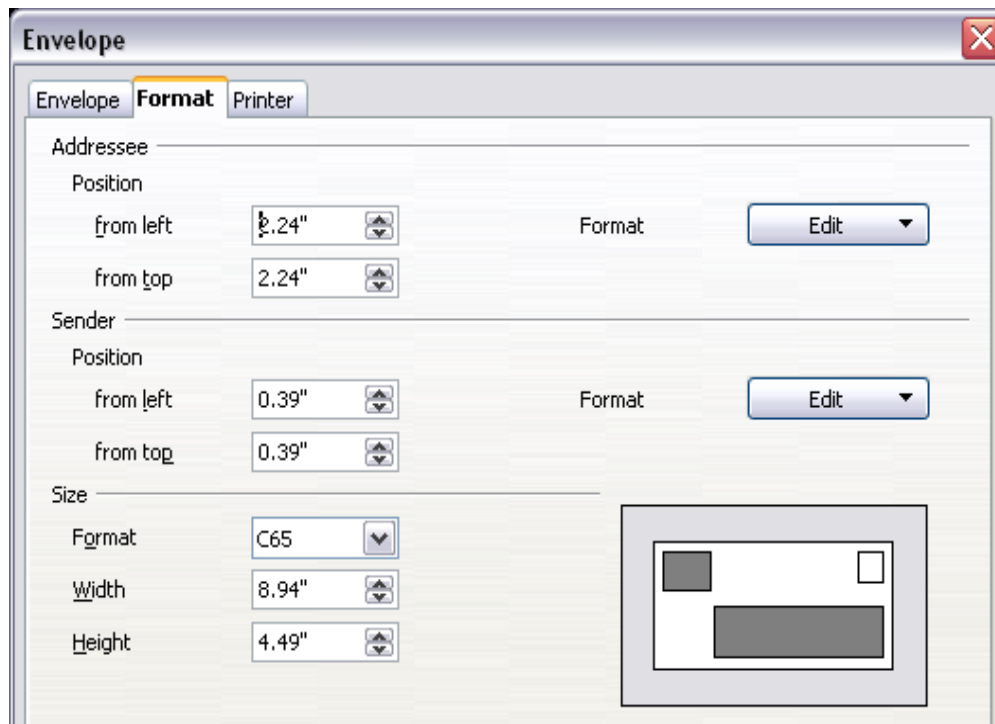 Envelope
Envelope Format Printer
Addressee
Position
from left 2.24" Format Edit
from top 2.24"
Sender
Position
from left 0.39" Format Edit
from top 0.39"
Size
Format C65
Width 8.94"
Height 4.49"